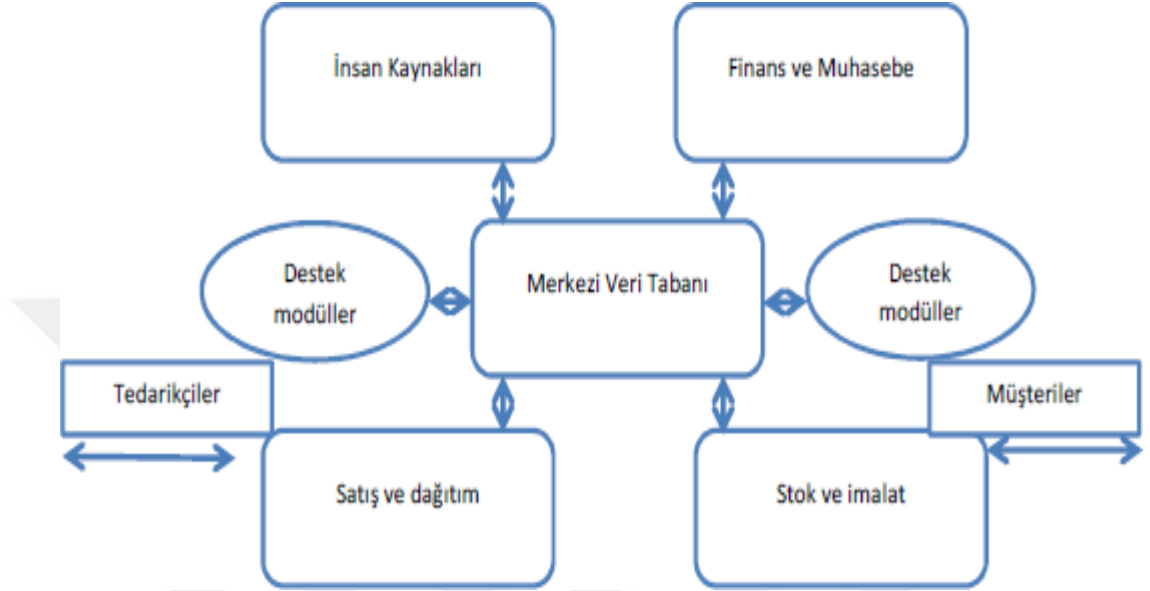 İnsan Kaynakları
Finans ve Muhasebe
Destek
modüller
Merkezi Veri Tabanı
Destek
modüller
Tedarikçiler
Müşteriler
Satış ve dağıtım
Stok ve imalat